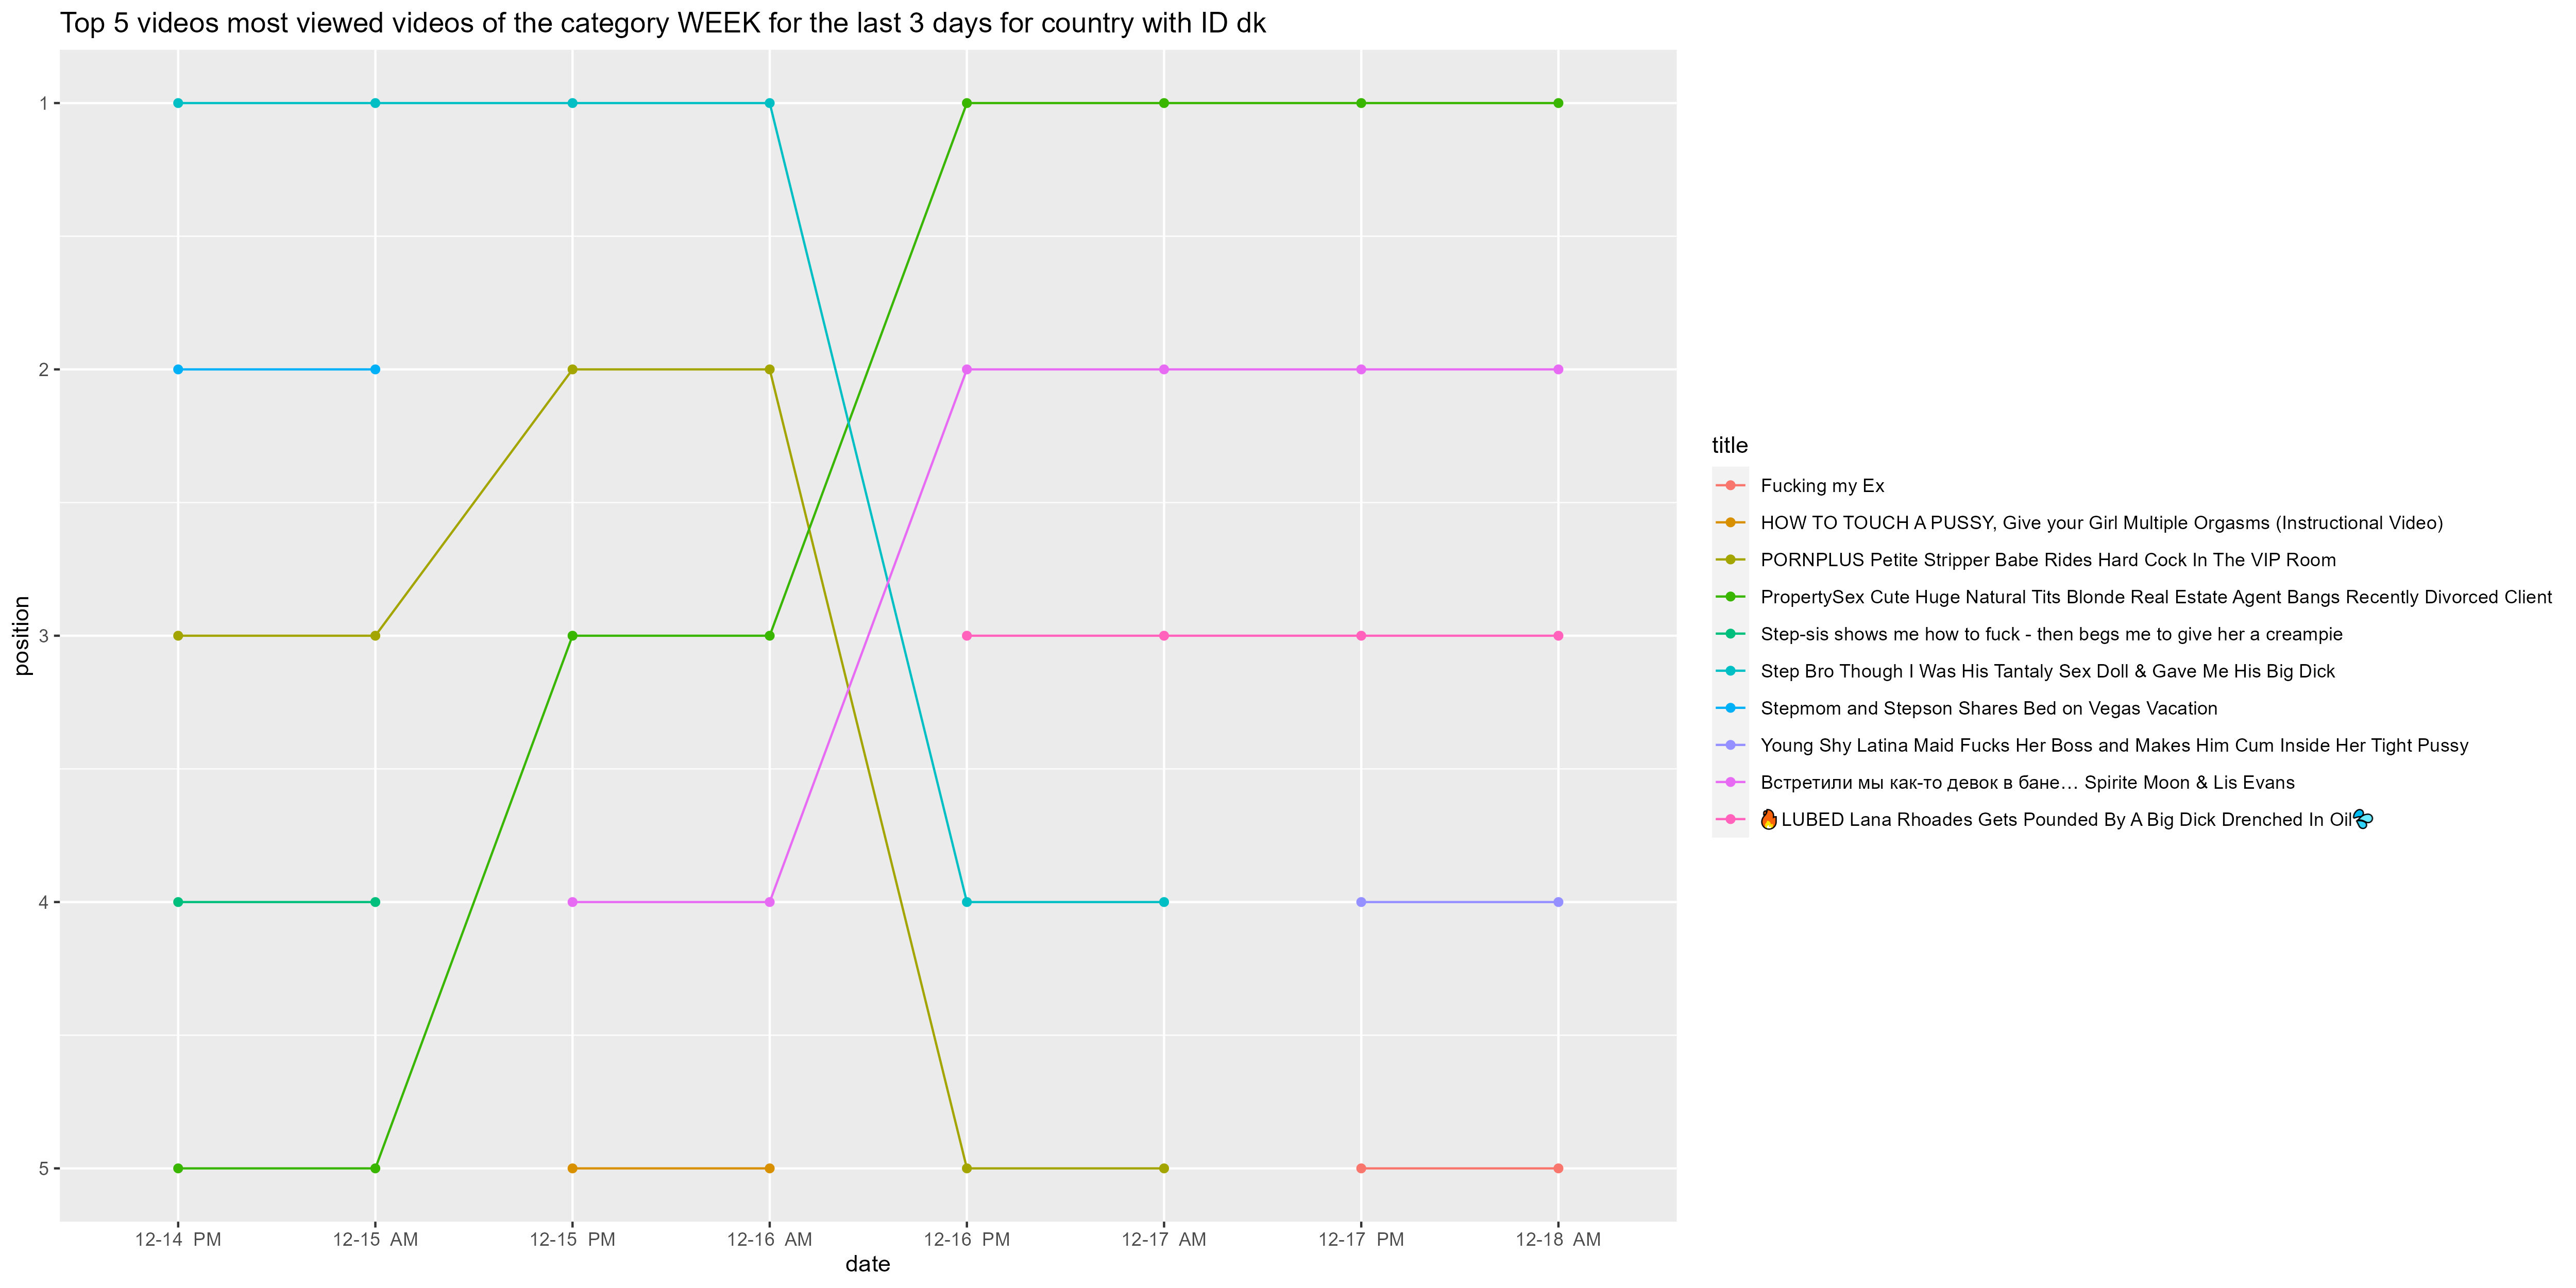 Top 5 videos most viewed videos of the category WEEK for the last 3 days for country with ID dk
position
1
2
3
4
5
12-14 PM
12-15 AM
12-15 PM
12-16 AM
12-16 PM
12-17 AM
12-17 PM
12-18 AM
date
title
Fucking my Ex
HOW TO TOUCH A PUSSY, Give your Girl Multiple Orgasms (Instructional Video)
PORNPLUS Petite Stripper Babe Rides Hard Cock In The VIP Room
PropertySex Cute Huge Natural Tits Blonde Real Estate Agent Bangs Recently Divorced Client
Step-sis shows me how to fuck - then begs me to give her a creampie
Step Bro Though I Was His Tantaly Sex Doll & Gave Me His Big Dick
Stepmom and Stepson Shares Bed on Vegas Vacation
Young Shy Latina Maid Fucks Her Boss and Makes Him Cum Inside Her Tight Pussy
Встретили мы как-то девок в бане… Spirite Moon & Lis Evans
🔥LUBED Lana Rhoades Gets Pounded By A Big Dick Drenched In Oil💦